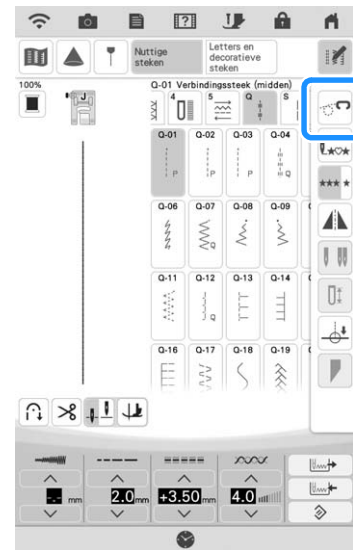 Nuttige
steken
Letters en
decoratieve
steken
100%
Q-01 Verbindingssteek (midden)
J
4 5 Q S
Q-01 Q-02 Q-03 Q-04
P P P Q
Q-06 Q-07 Q-08 Q-09
Q
Q-11 Q-12 Q-13 Q-14
Q
Q-16 Q-17 Q-18 Q-19
-.- mm 2.0 mm +3.50 mm 4.0